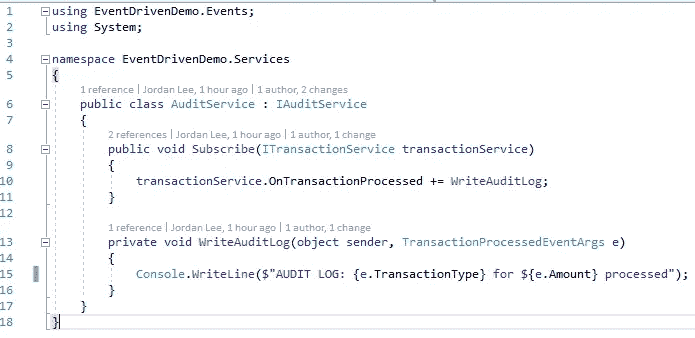 1 using EventDrivenDemo.Events;
2 using System;
3
4 namespace EventDrivenDemo.Services
5 {
1 reference | Jordan Lee, 1 hour ago | 1 author, 2 changes
6 public class AuditService : IAuditService
7 {
2 references | Jordan Lee, 1 hour ago | 1 author, 1 change
8 public void Subscribe(ITransactionService transactionService)
9 {
10 transactionService.OnTransactionProcessed += WriteAuditLog;
11 }
12
1 reference | Jordan Lee, 1 hour ago | 1 author, 1 change
13 private void WriteAuditLog(object sender, TransactionProcessedEventArgs e)
14 {
15 Console.WriteLine($"AUDIT LOG: {e.TransactionType} for ${e.Amount} processed");
16 }
17 }
18 }